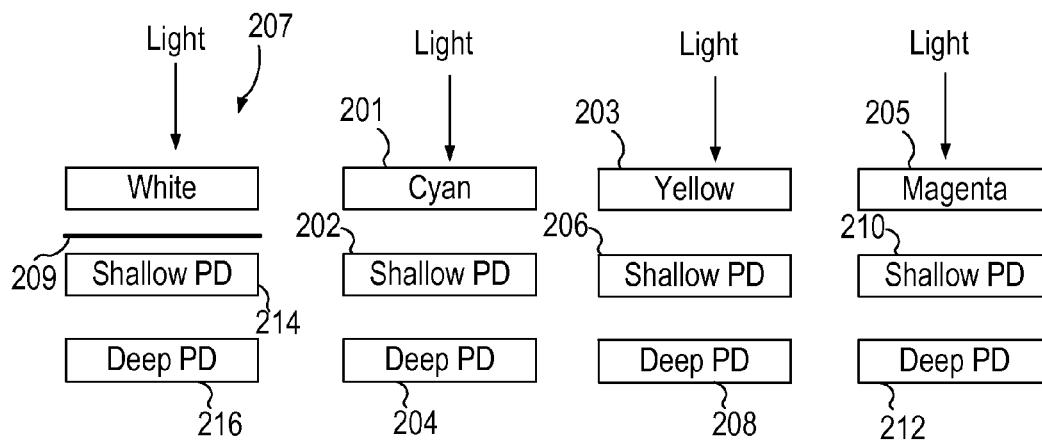 Light 207 Light Light Light
201 203 205
White Cyan Yellow Magenta
209 202 206 210
Shallow PD Shallow PD Shallow PD Shallow PD
214
Deep PD Deep PD Deep PD Deep PD
216 204 208 212